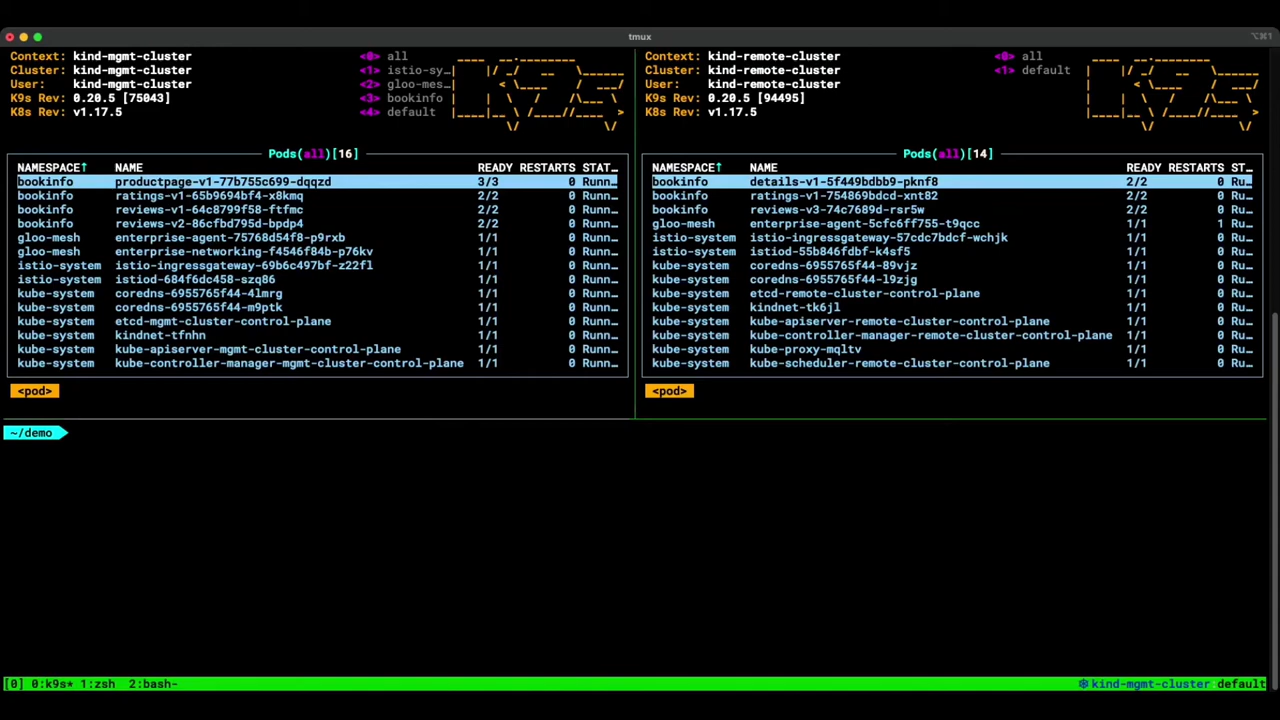 tmux
⌥⌘1
Context: kind-mgmt-cluster
Cluster: kind-mgmt-cluster
User: kind-mgmt-cluster
K9s Rev: 0.20.5 [75043]
K8s Rev: v1.17.5
<0> all
<1> istio-sy…
<2> gloo-mes…
<3> bookinfo
<4> default
Pods(all)[16]
NAMESPACE↑ NAME READY RESTARTS STAT…
bookinfo productpage-v1-77b755c699-dqqzd 3/3 0 Runn…
bookinfo ratings-v1-65b9694bf4-x8kmq 2/2 0 Runn…
bookinfo reviews-v1-64c8799f58-ftfmc 2/2 0 Runn…
bookinfo reviews-v2-86cfbd795d-bpdp4 2/2 0 Runn…
gloo-mesh enterprise-agent-75768d54f8-p9rxb 1/1 0 Runn…
gloo-mesh enterprise-networking-f4546f84b-p76kv 1/1 0 Runn…
istio-system istio-ingressgateway-69b6c497bf-z22fl 1/1 0 Runn…
istio-system istiod-684f6dc458-szq86 1/1 0 Runn…
kube-system coredns-6955765f44-4lmrg 1/1 0 Runn…
kube-system coredns-6955765f44-m9ptk 1/1 0 Runn…
kube-system etcd-mgmt-cluster-control-plane 1/1 0 Runn…
kube-system kindnet-tfnhn 1/1 0 Runn…
kube-system kube-apiserver-mgmt-cluster-control-plane 1/1 0 Runn…
kube-system kube-controller-manager-mgmt-cluster-control-plane 1/1 0 Runn…
<pod>
Context: kind-remote-cluster
Cluster: kind-remote-cluster
User: kind-remote-cluster
K9s Rev: 0.20.5 [94495]
K8s Rev: v1.17.5
<0> all
<1> default
Pods(all)[14]
NAMESPACE↑ NAME READY RESTARTS ST…
bookinfo details-v1-5f449bdbb9-pknf8 2/2 0 Ru…
bookinfo ratings-v1-754869bdcd-xnt82 2/2 0 Ru…
bookinfo reviews-v3-74c7689d-rsr5w 2/2 0 Ru…
gloo-mesh enterprise-agent-5cfc6ff755-t9qcc 1/1 1 Ru…
istio-system istio-ingressgateway-57cdc7bdcf-wchjk 1/1 0 Ru…
istio-system istiod-55b846fdbf-k4sf5 1/1 0 Ru…
kube-system coredns-6955765f44-89vjz 1/1 0 Ru…
kube-system coredns-6955765f44-l9zjg 1/1 0 Ru…
kube-system etcd-remote-cluster-control-plane 1/1 0 Ru…
kube-system kindnet-tk6jl 1/1 0 Ru…
kube-system kube-apiserver-remote-cluster-control-plane 1/1 0 Ru…
kube-system kube-controller-manager-remote-cluster-control-plane 1/1 0 Ru…
kube-system kube-proxy-mqltv 1/1 0 Ru…
kube-system kube-scheduler-remote-cluster-control-plane 1/1 0 Ru…
<pod>
~/demo
[0] 0:k9s* 1:zsh 2:bash-
⎈kind-mgmt-cluster:default